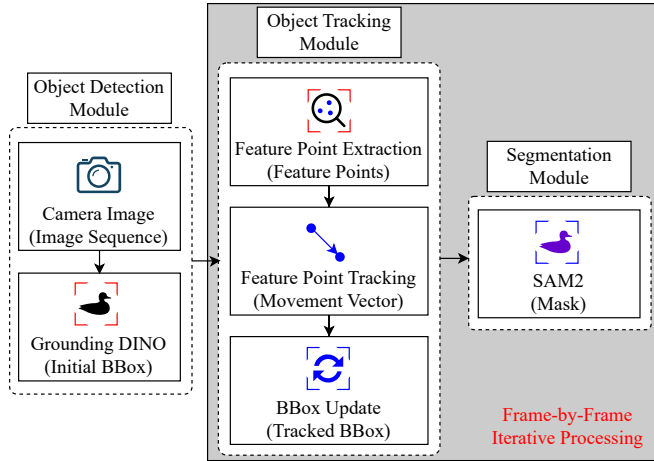 Object Detection
Module
Camera Image
(Image Sequence)
Grounding DINO
(Initial BBox)
Object Tracking
Module
Feature Point Extraction
(Feature Points)
Feature Point Tracking
(Movement Vector)
BBox Update
(Tracked BBox)
Segmentation
Module
SAM2
(Mask)
Frame-by-Frame
Iterative Processing